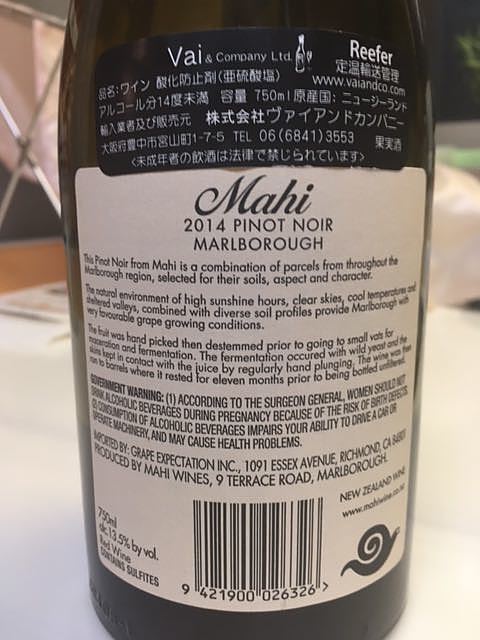 Vai & Company Ltd. Reefer
定温輸送管理
www.vaiandco.com
品名:ワイン 酸化防止剤(亜硫酸塩)
アルコール分14度未満 容量 750ml 原産国: ニュージーランド
輸入業者及び販売元 株式会社ヴァイアンドカンパニー
大阪府豊中市宮山町1-7-5 TEL 06(6841)3553 果実酒
<未成年者の飲酒は法律で禁じられています>
Mahi
2014 PINOT NOIR
MARLBOROUGH
This Pinot Noir from Mahi is a combination of parcels from throughout the
Marlborough region, selected for their soils, aspect and character.
The natural environment of high sunshine hours, clear skies, cool temperatures and
sheltered valleys, combined with diverse soil profiles provide Marlborough with
very favourable grape growing conditions.
The fruit was hand picked then destemmed prior to going to small vats for
maceration and fermentation. The fermentation occured with wild yeast and the
skins kept in contact with the juice by regularly hand plunging. The wine was then
run to barrels where it rested for eleven months prior to being bottled unfiltered.
GOVERNMENT WARNING: (1) ACCORDING TO THE SURGEON GENERAL, WOMEN SHOULD NOT
DRINK ALCOHOLIC BEVERAGES DURING PREGNANCY BECAUSE OF THE RISK OF BIRTH DEFECTS.
(2) CONSUMPTION OF ALCOHOLIC BEVERAGES IMPAIRS YOUR ABILITY TO DRIVE A CAR OR
OPERATE MACHINERY, AND MAY CAUSE HEALTH PROBLEMS.
IMPORTED BY: GRAPE EXPECTATION INC., 1091 ESSEX AVENUE, RICHMOND, CA 84801
PRODUCED BY MAHI WINES, 9 TERRACE ROAD, MARLBOROUGH.
NEW ZEALAND WINE
www.mahiwine.co.nz
750ml
alc.13.5% by vol.
Red Wine
CONTAINS SULFITES
9 421900 026326 >